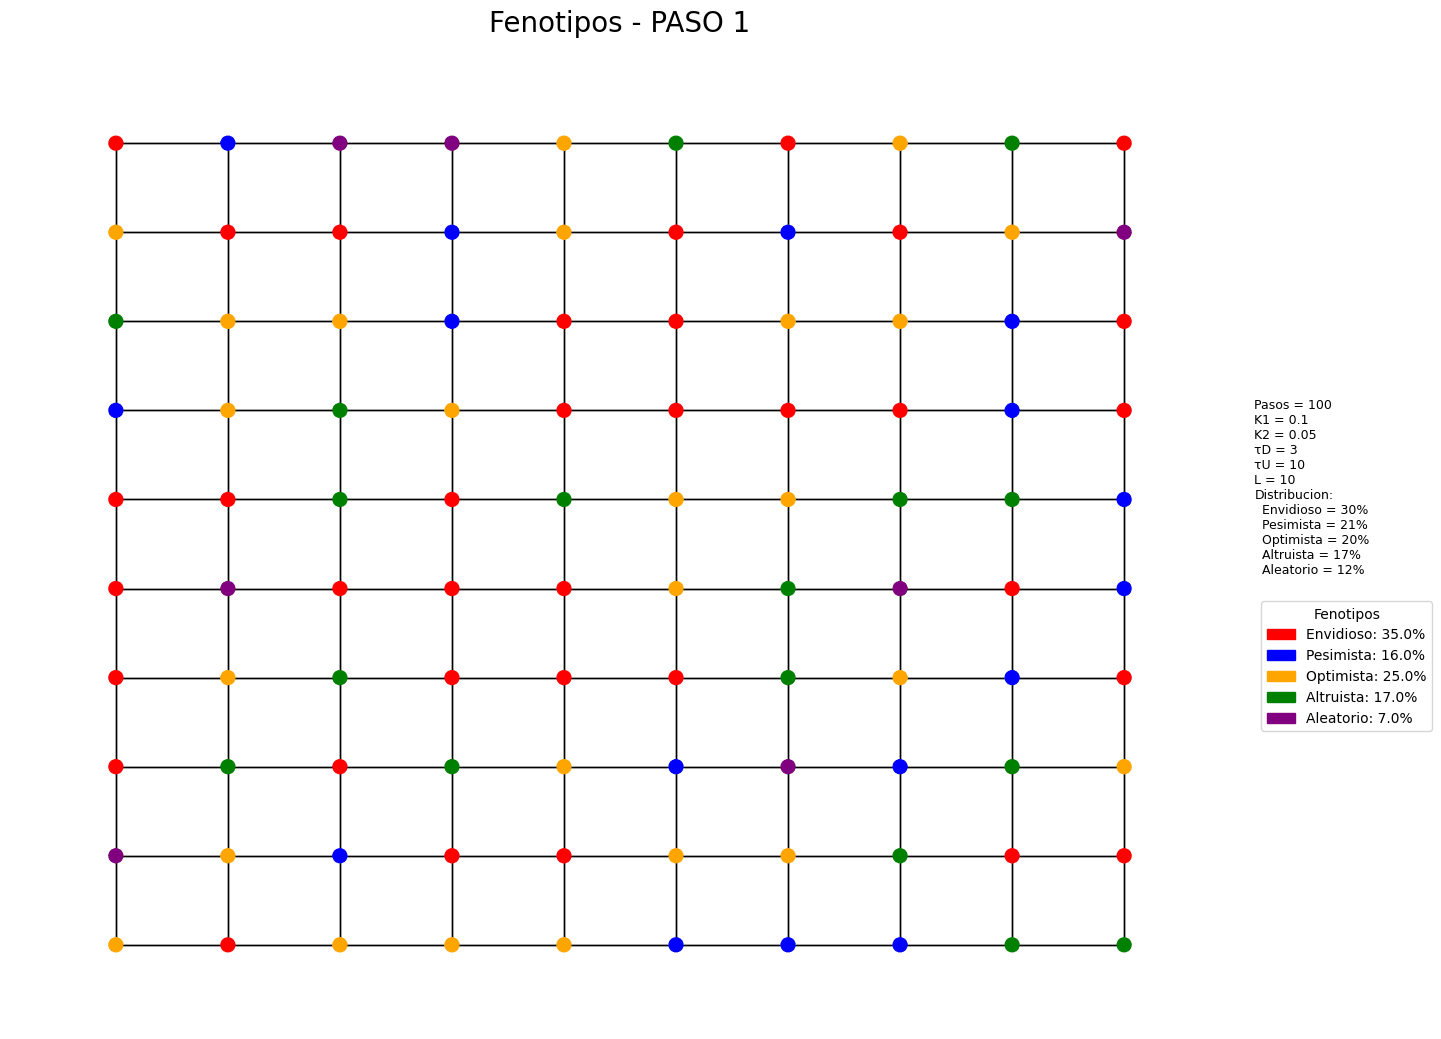 Fenotipos - PASO 1
Pasos = 100
K1 = 0.1
K2 = 0.05
τD = 3
τU = 10
L = 10
Distribucion:
Envidioso = 30%
Pesimista = 21%
Optimista = 20%
Altruista = 17%
Aleatorio = 12%
Fenotipos
Envidioso: 35.0%
Pesimista: 16.0%
Optimista: 25.0%
Altruista: 17.0%
Aleatorio: 7.0%